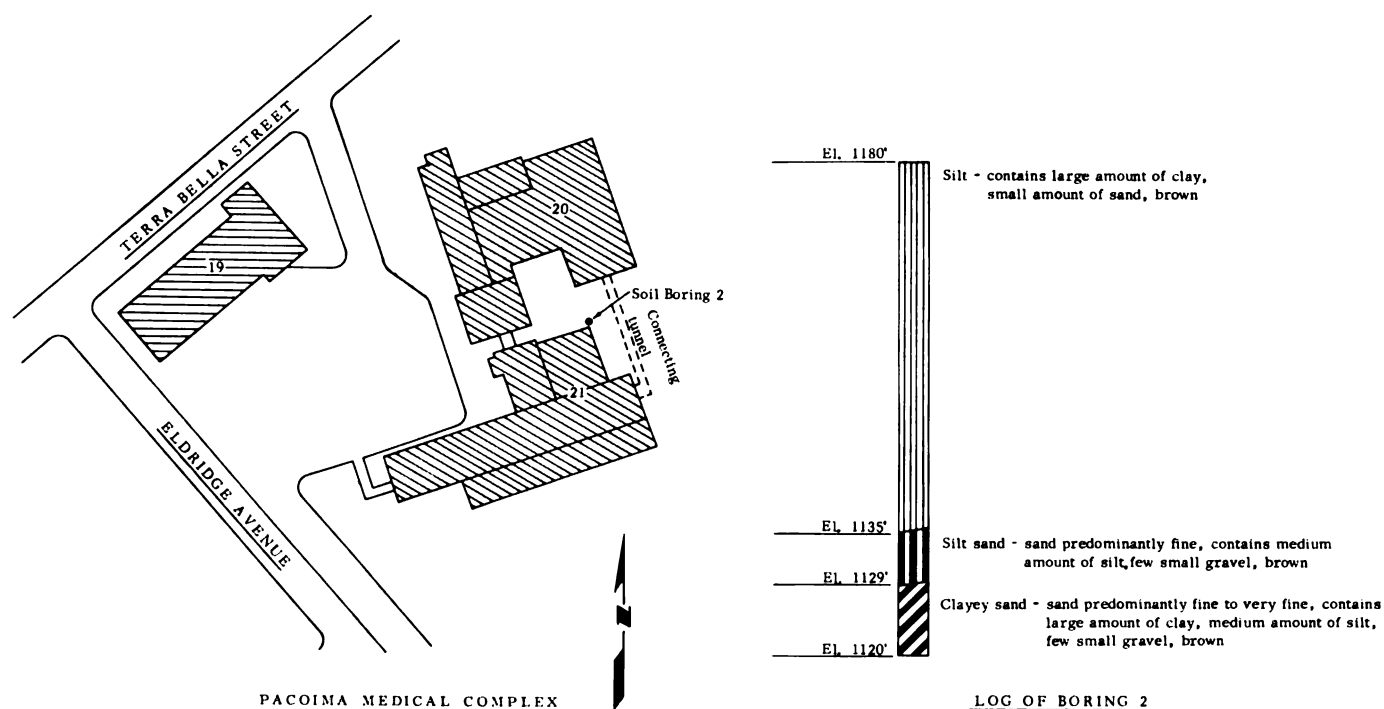 TERRA BELLA STREET
19
20
Soil Boring 2
Connecting
Tunnel
21
ELDRIDGE AVENUE
N
PACOIMA MEDICAL COMPLEX
El. 1180'
Silt - contains large amount of clay,
small amount of sand, brown
El. 1135'
Silt sand - sand predominantly fine, contains medium
amount of silt, few small gravel, brown
El. 1129'
Clayey sand - sand predominantly fine to very fine, contains
large amount of clay, medium amount of silt,
few small gravel, brown
El. 1120'
LOG OF BORING 2